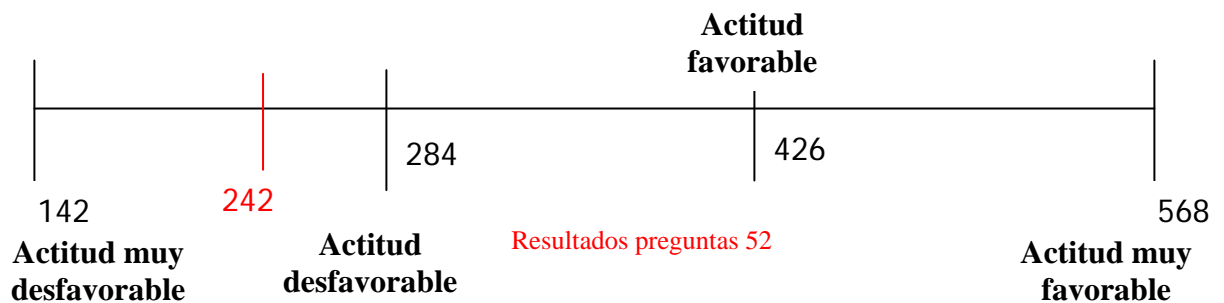 Actitud
favorable
284
426
142
242
568
Actitud muy
desfavorable
Actitud
desfavorable
Resultados preguntas 52
Actitud muy
favorable